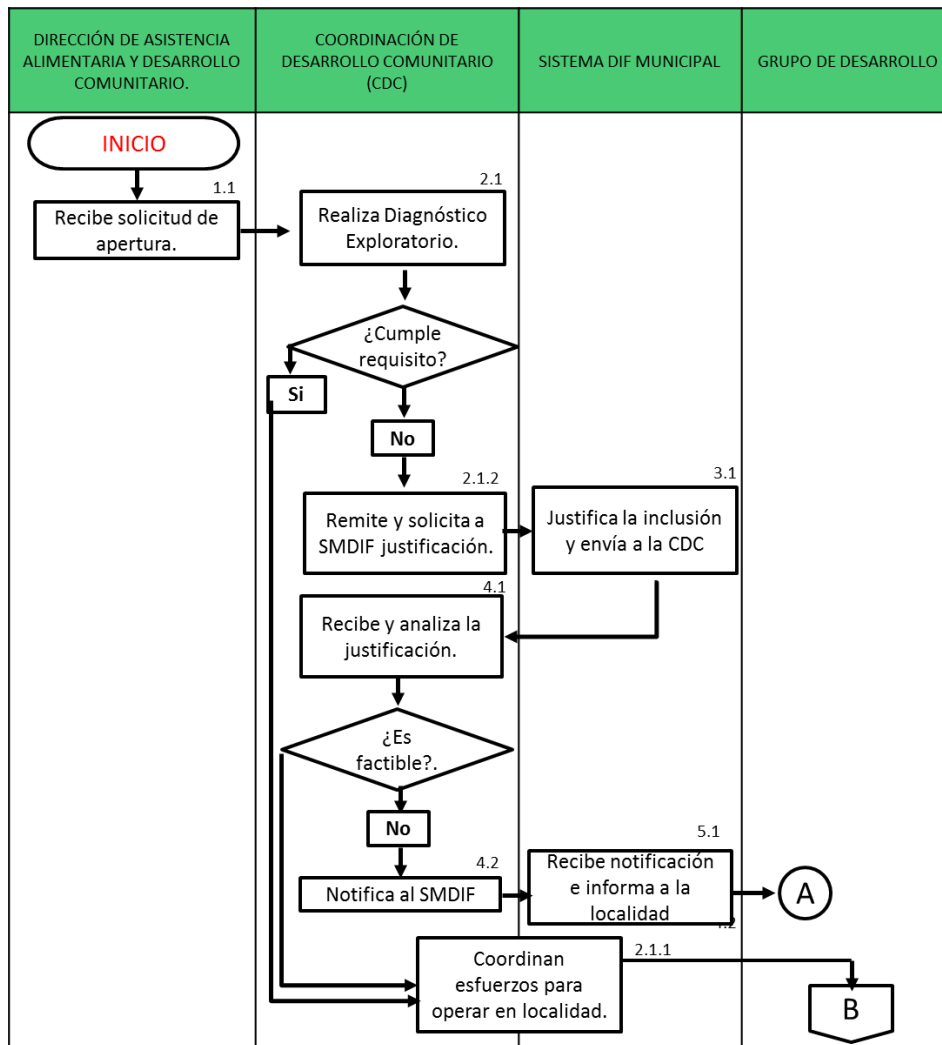 DIRECCIÓN DE ASISTENCIA
ALIMENTARIA Y DESARROLLO
COMUNITARIO.
COORDINACIÓN DE
DESARROLLO COMUNITARIO
(CDC)
SISTEMA DIF MUNICIPAL
GRUPO DE DESARROLLO
INICIO
1.1
Recibe solicitud de
apertura.
2.1
Realiza Diagnóstico
Exploratorio.
¿Cumple
requisito?
Si
No
2.1.2
Remite y solicita a
SMDIF justificación.
3.1
Justifica la inclusión
y envía a la CDC
4.1
Recibe y analiza la
justificación.
¿Es
factible?.
No
4.2
Notifica al SMDIF
5.1
Recibe notificación
e informa a la
localidad
A
2.1.1
Coordinan
esfuerzos para
operar en localidad.
B